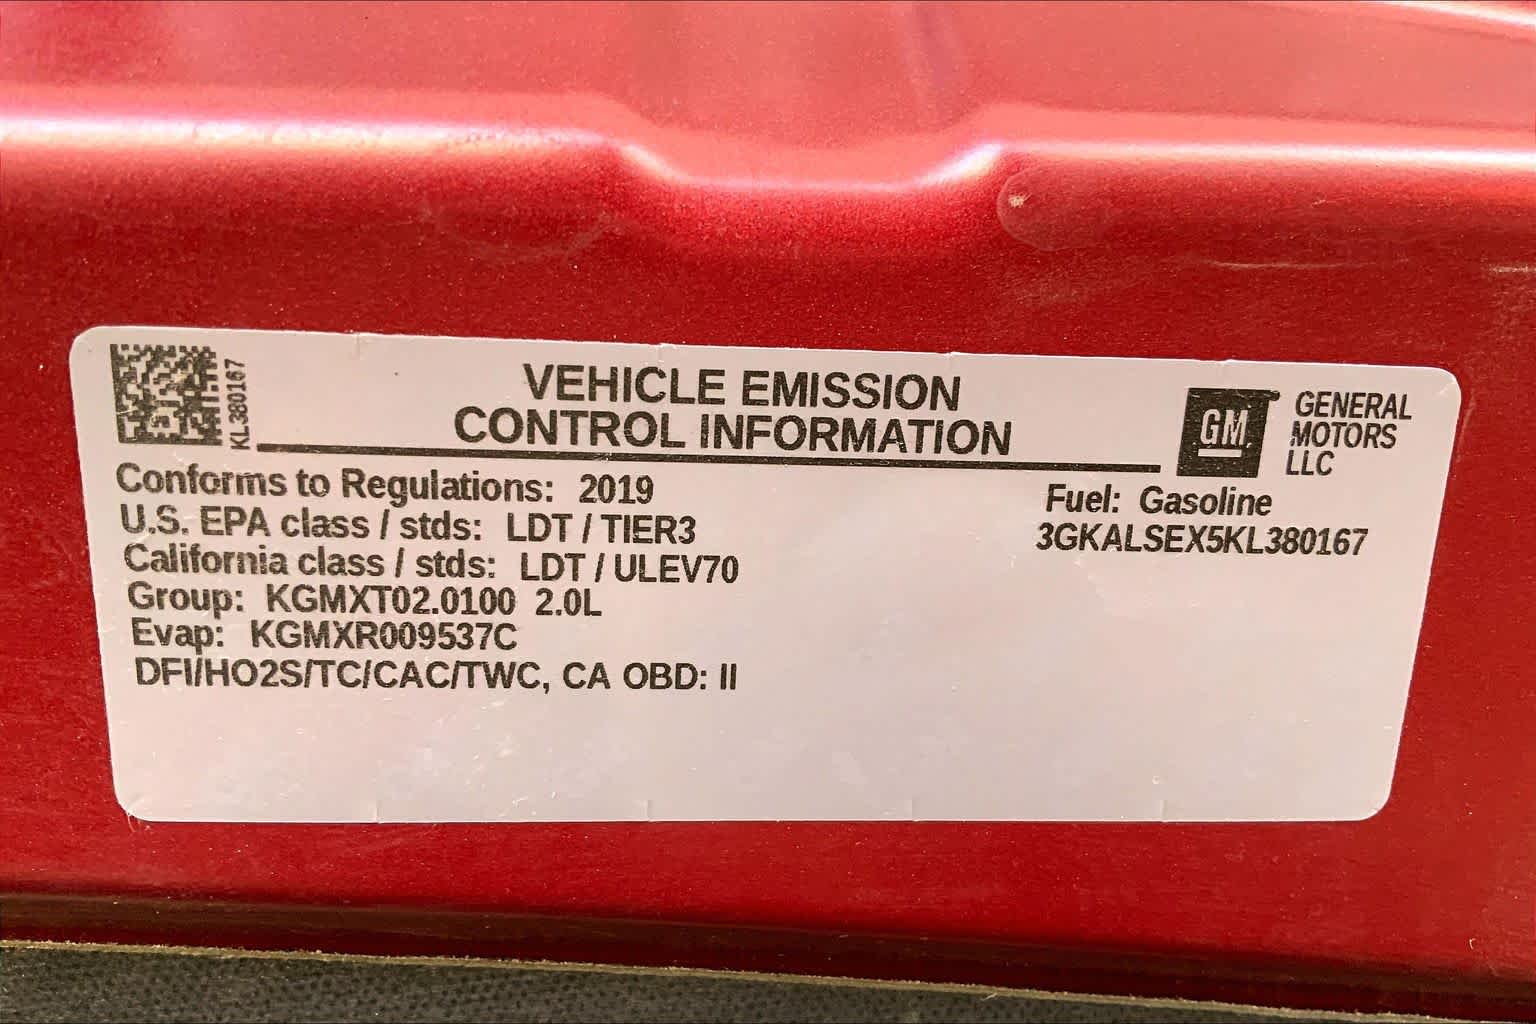 KL380167
VEHICLE EMISSION
CONTROL INFORMATION
GM
GENERAL
MOTORS
LLC
Conforms to Regulations: 2019
U.S. EPA class / stds: LDT / TIER3
California class / stds: LDT / ULEV70
Group: KGMXT02.0100 2.0L
Evap: KGMXR009537C
DFI/HO2S/TC/CAC/TWC, CA OBD: II
Fuel: Gasoline
3GKALSEX5KL380167